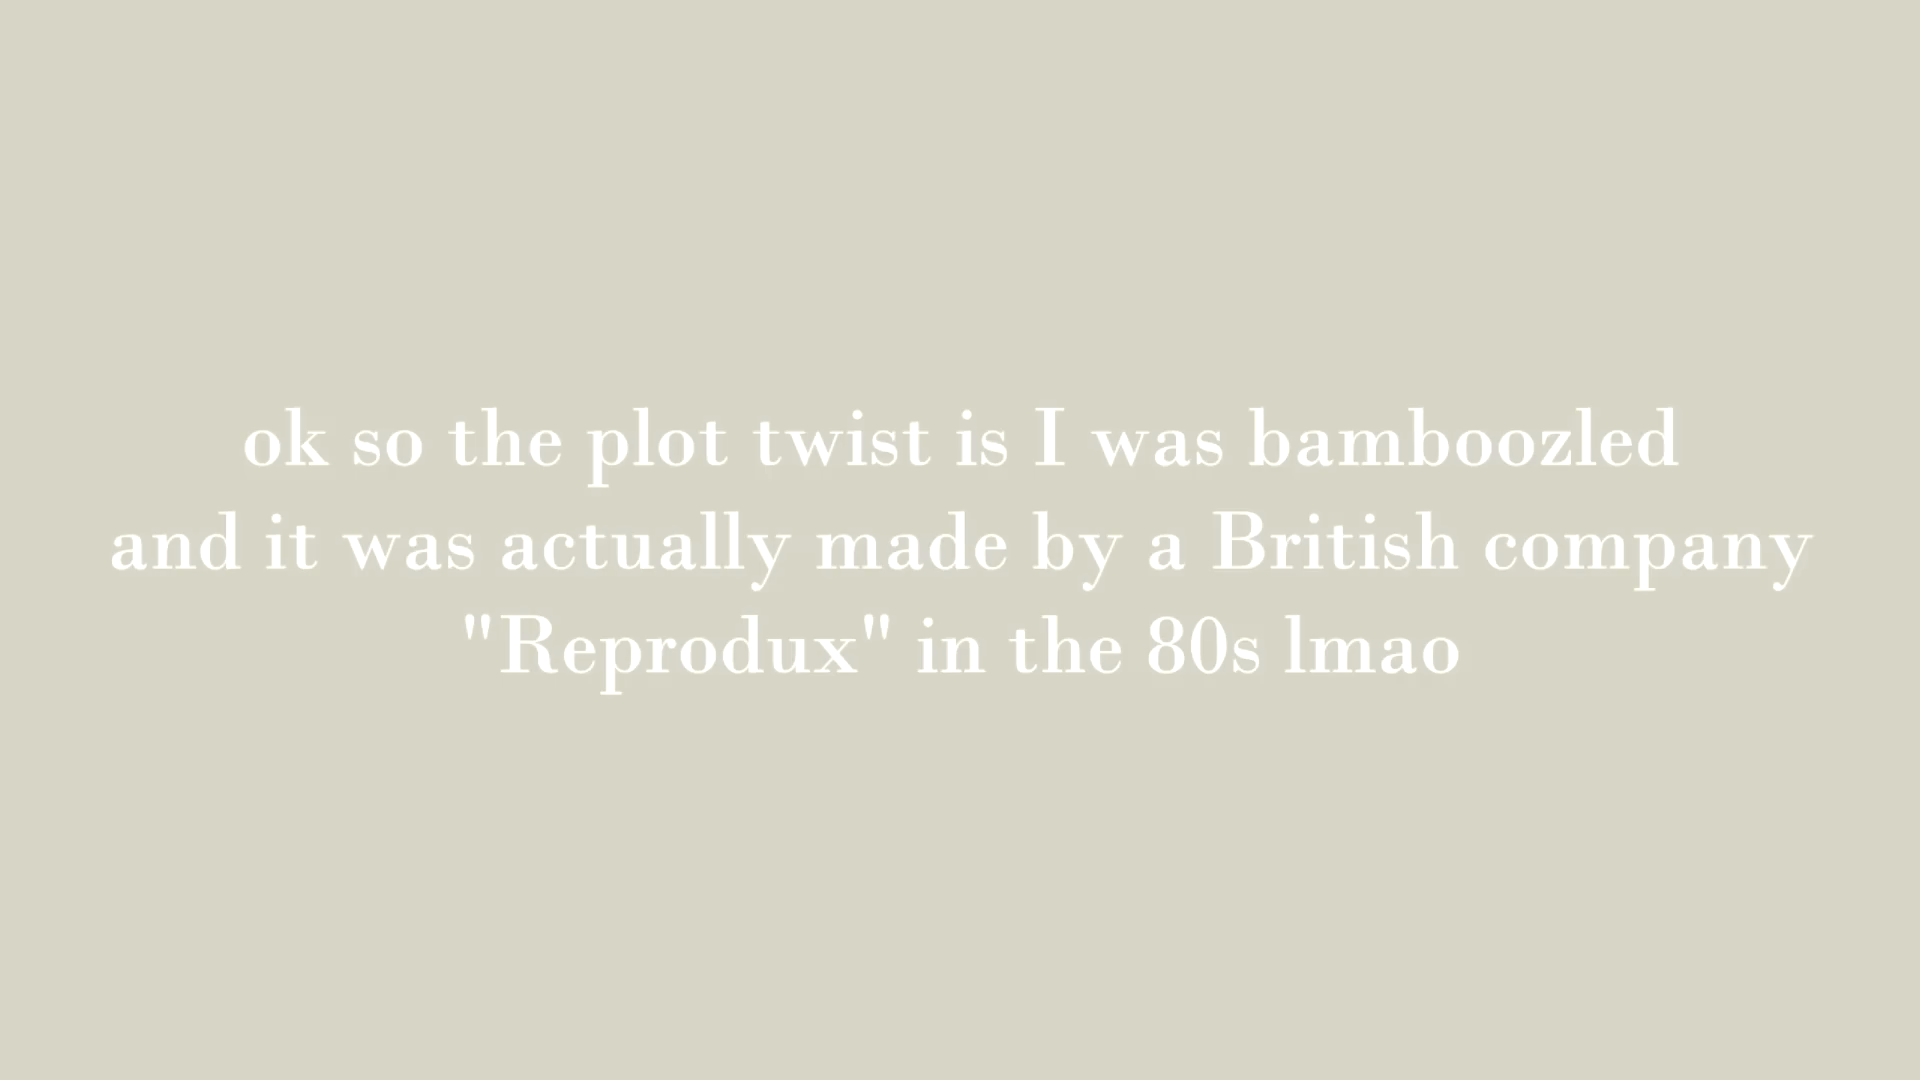 ok so the plot twist is I was bamboozled
and it was actually made by a British company
"Reprodux" in the 80s lmao